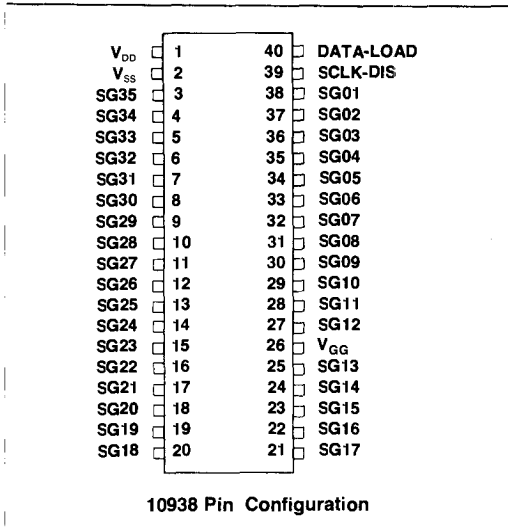 VDD 1 40 DATA-LOAD
VSS 2 39 SCLK-DIS
SG35 3 38 SG01
SG34 4 37 SG02
SG33 5 36 SG03
SG32 6 35 SG04
SG31 7 34 SG05
SG30 8 33 SG06
SG29 9 32 SG07
SG28 10 31 SG08
SG27 11 30 SG09
SG26 12 29 SG10
SG25 13 28 SG11
SG24 14 27 SG12
SG23 15 26 VGG
SG22 16 25 SG13
SG21 17 24 SG14
SG20 18 23 SG15
SG19 19 22 SG16
SG18 20 21 SG17
10938 Pin Configuration